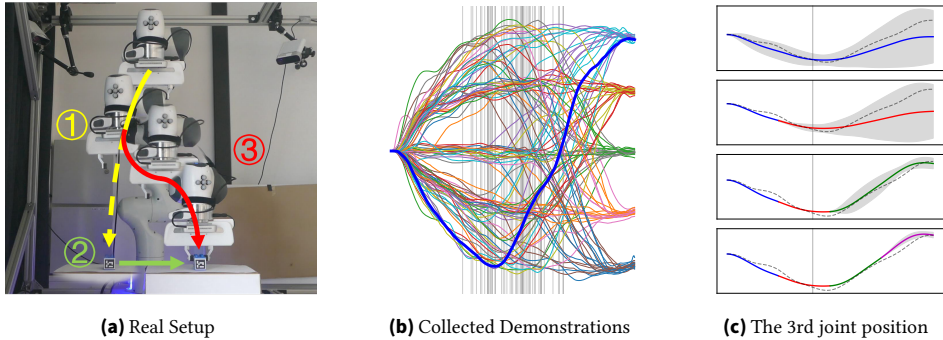 ①
②
③
(a) Real Setup
(b) Collected Demonstrations
(c) The 3rd joint position